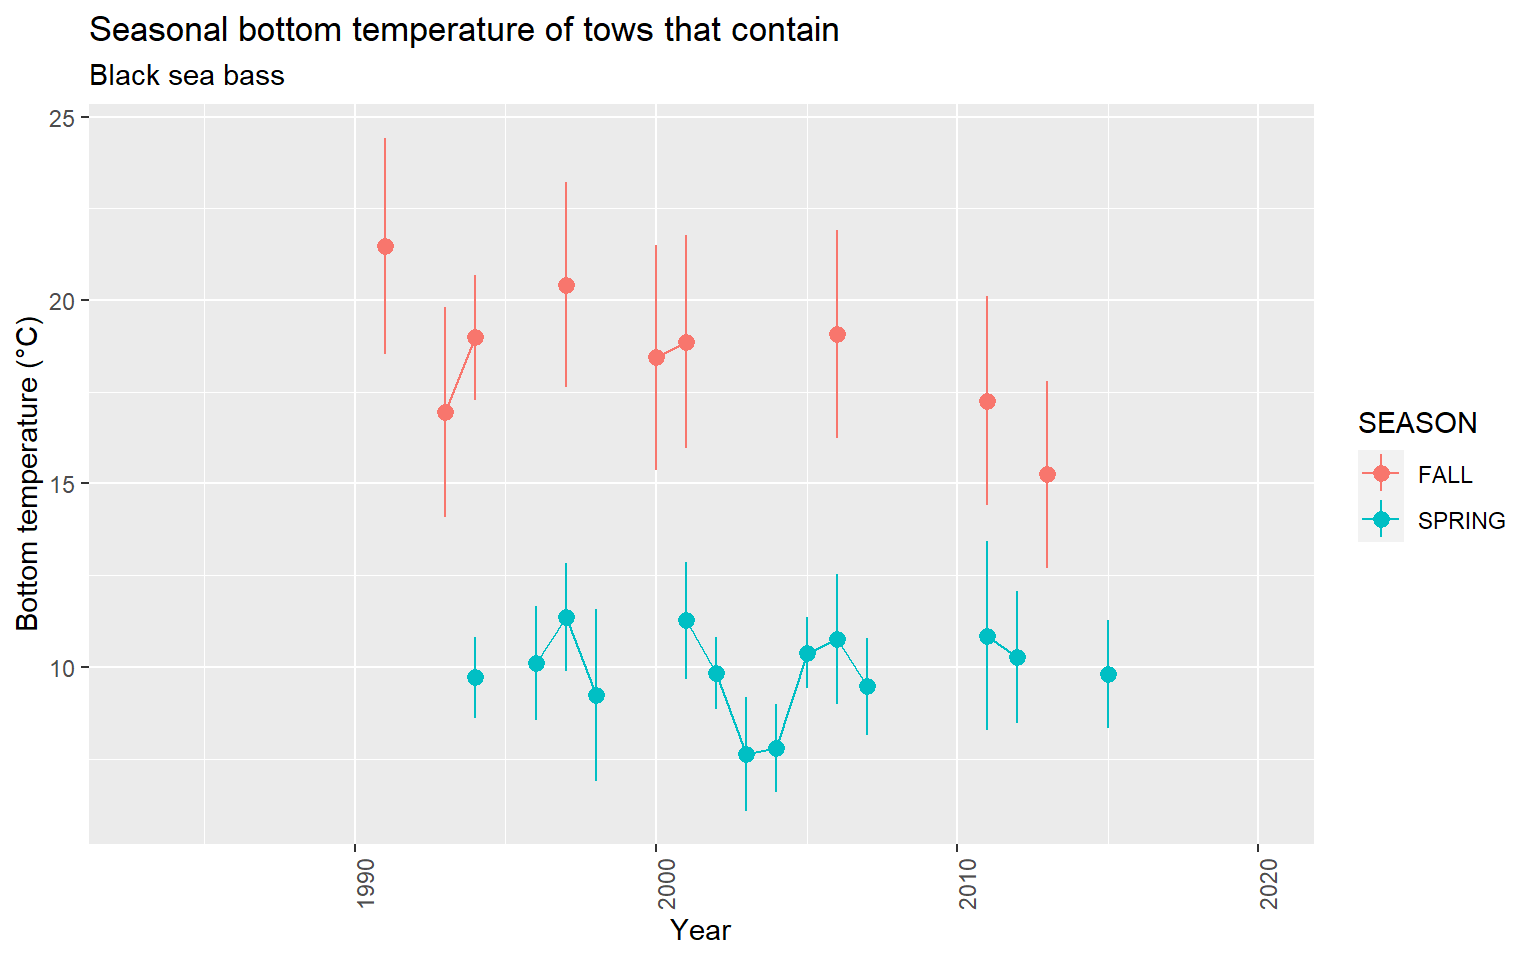 Seasonal bottom temperature of tows that contain
Black sea bass
25
20
15
10
Bottom temperature (°C)
1990
2000
2010
2020
Year
SEASON
FALL
SPRING